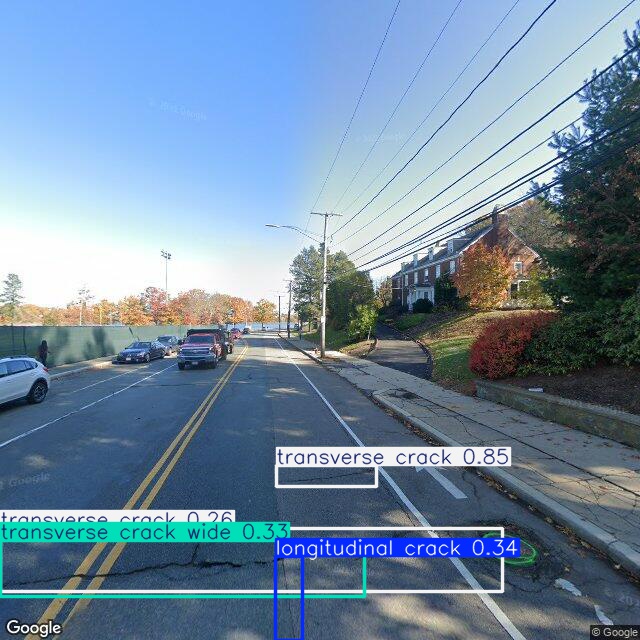 transverse crack 0.85
transverse crack 0.26
transverse crack wide 0.33
longitudinal crack 0.34
Google
© Google